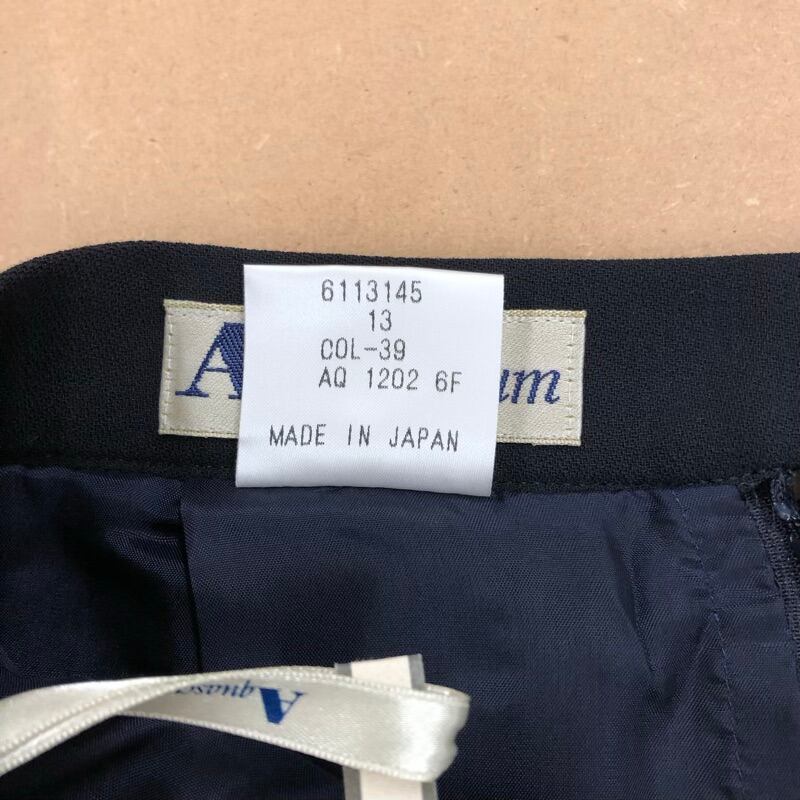 6113145
13
COL-39
AQ 1202 6F
MADE IN JAPAN